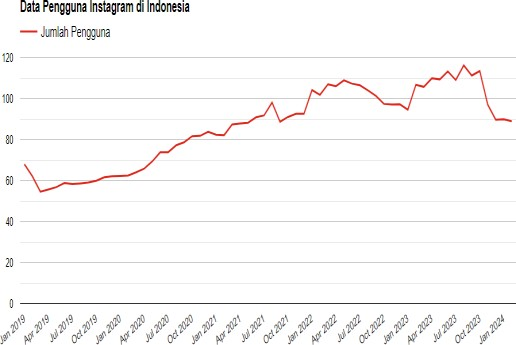 Data Pengguna Instagram di Indonesia
Jumlah Pengguna
120
100
80
60
40
20
0
Jan 2019
Apr 2019
Jul 2019
Oct 2019
Jan 2020
Apr 2020
Jul 2020
Oct 2020
Jan 2021
Apr 2021
Jul 2021
Oct 2021
Jan 2022
Apr 2022
Jul 2022
Oct 2022
Jan 2023
Apr 2023
Jul 2023
Oct 2023
Jan 2024